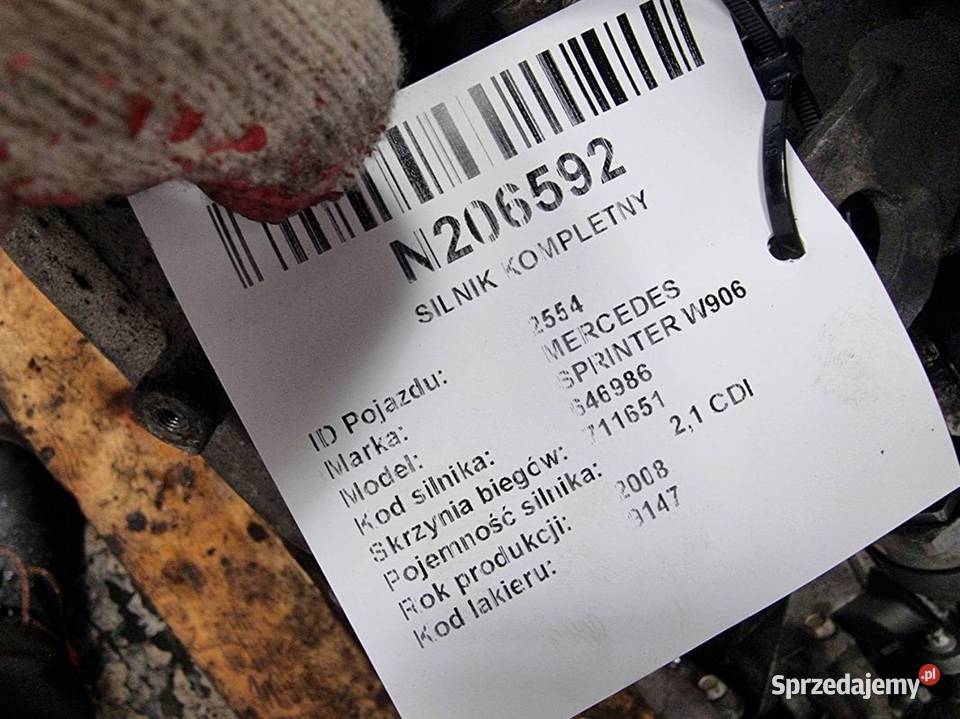 N206592
SILNIK KOMPLETNY
ID Pojazdu: 2554
Marka: MERCEDES
Model: SPRINTER W906
Kod silnika: 646986
Skrzynia biegów: 711651
Pojemność silnika: 2,1 CDI
Rok produkcji: 2008
Kod lakieru: 9147
Sprzedajemy.pl